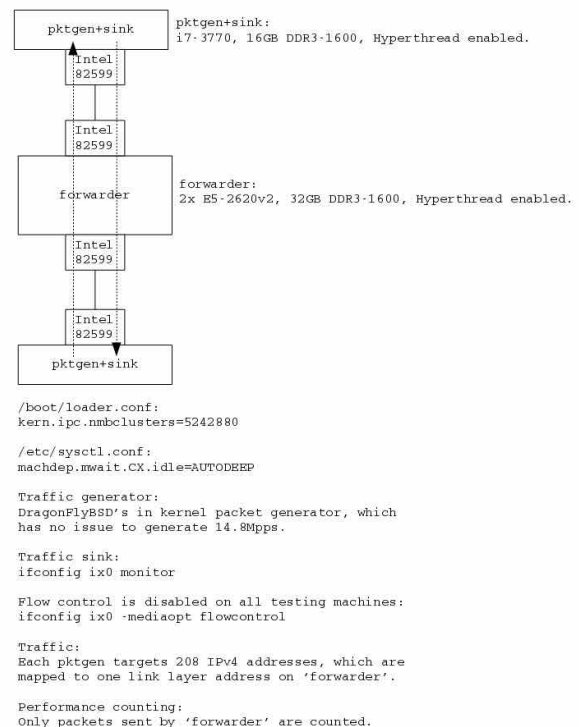 pktgen+sink
pktgen+sink:
i7-3770, 16GB DDR3-1600, Hyperthread enabled.
Intel
82599
Intel
82599
forwarder
forwarder:
2x E5-2620v2, 32GB DDR3-1600, Hyperthread enabled.
Intel
82599
Intel
82599
pktgen+sink
/boot/loader.conf:
kern.ipc.nmbclusters=5242880
/etc/sysctl.conf:
machdep.mwait.CX.idle=AUTODEEP
Traffic generator:
DragonFlyBSD's in kernel packet generator, which
has no issue to generate 14.8Mpps.
Traffic sink:
ifconfig ix0 monitor
Flow control is disabled on all testing machines:
ifconfig ix0 -mediaopt flowcontrol
Traffic:
Each pktgen targets 208 IPv4 addresses, which are
mapped to one link layer address on 'forwarder'.
Performance counting:
Only packets sent by 'forwarder' are counted.